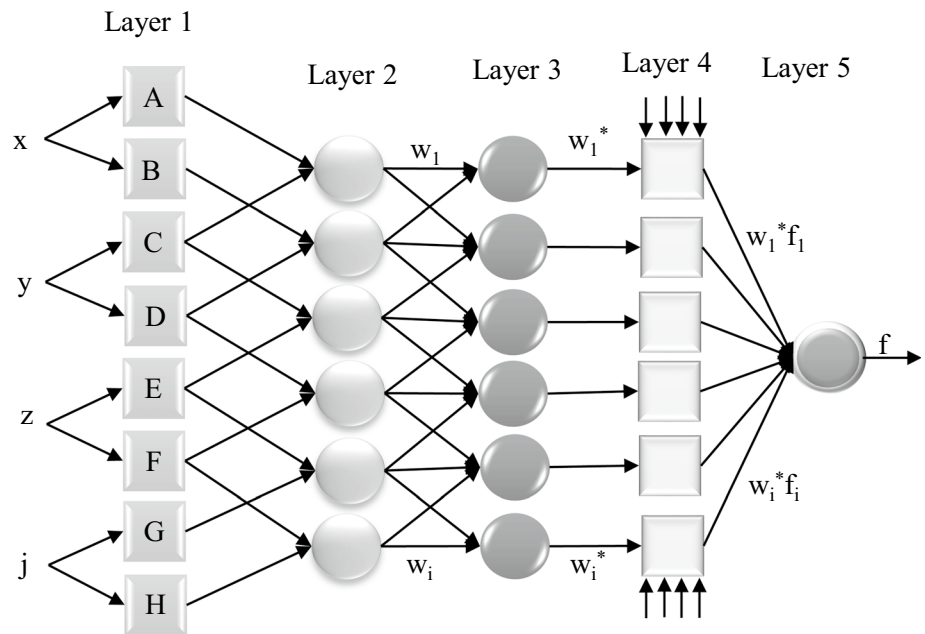 Layer 1
Layer 2
Layer 3
Layer 4
Layer 5
x
y
z
j
A
B
C
D
E
F
G
H
w₁
wᵢ
w₁*
wᵢ*
w₁*f₁
wᵢ*fᵢ
f